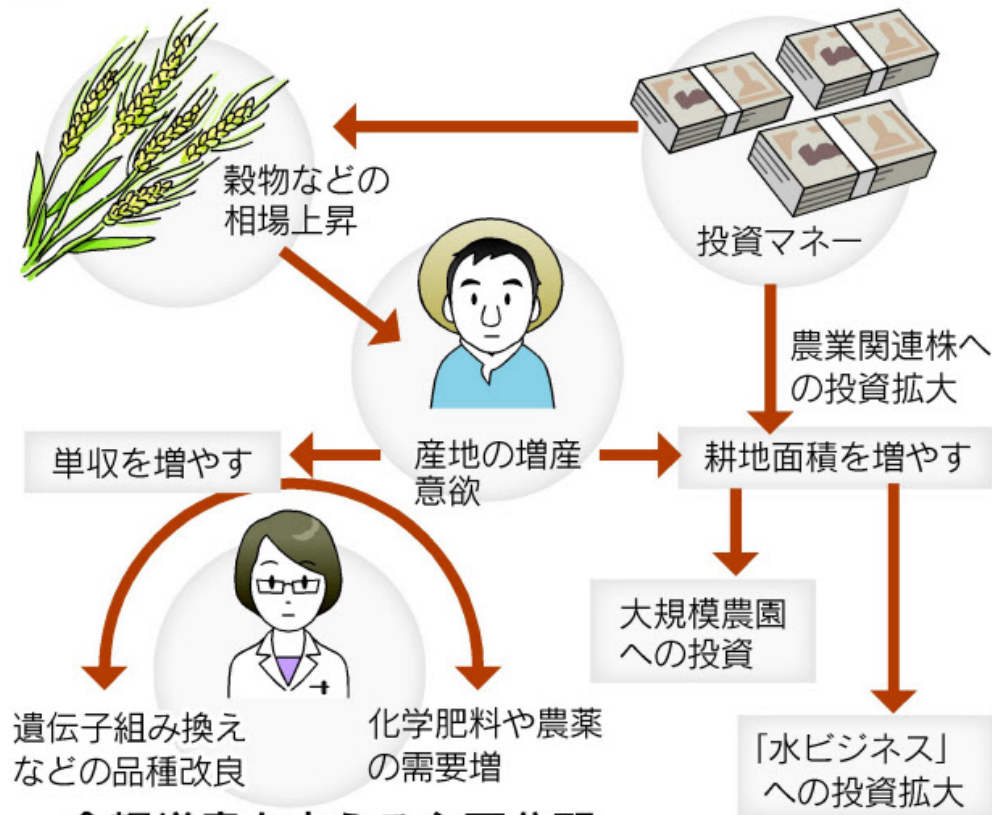 穀物などの
相場上昇
投資マネー
農業関連株へ
の投資拡大
単収を増やす
産地の増産
意欲
耕地面積を増やす
大規模農園
への投資
遺伝子組み換え
などの品種改良
化学肥料や農薬
の需要増
「水ビジネス」
への投資拡大